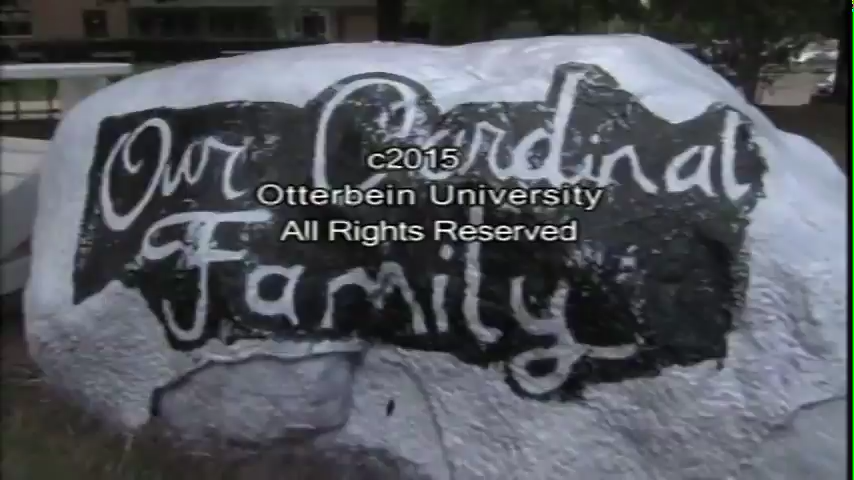 Our Cardinal
Family
c2015
Otterbein University
All Rights Reserved